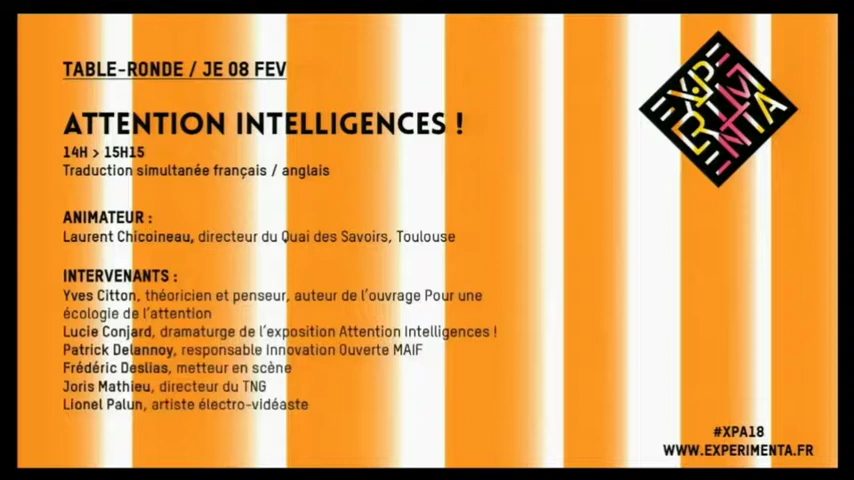 TABLE-RONDE / JE 08 FEV
EXPERIMENTA
ATTENTION INTELLIGENCES !
14H > 15H15
Traduction simultanée français / anglais
ANIMATEUR :
Laurent Chicoineau, directeur du Quai des Savoirs, Toulouse
INTERVENANTS :
Yves Citton, théoricien et penseur, auteur de l'ouvrage Pour une
écologie de l'attention
Lucie Conjard, dramaturge de l'exposition Attention Intelligences !
Patrick Delannoy, responsable Innovation Ouverte MAIF
Frédéric Deslias, metteur en scène
Joris Mathieu, directeur du TNG
Lionel Palun, artiste électro-vidéaste
#XPA18
WWW.EXPERIMENTA.FR